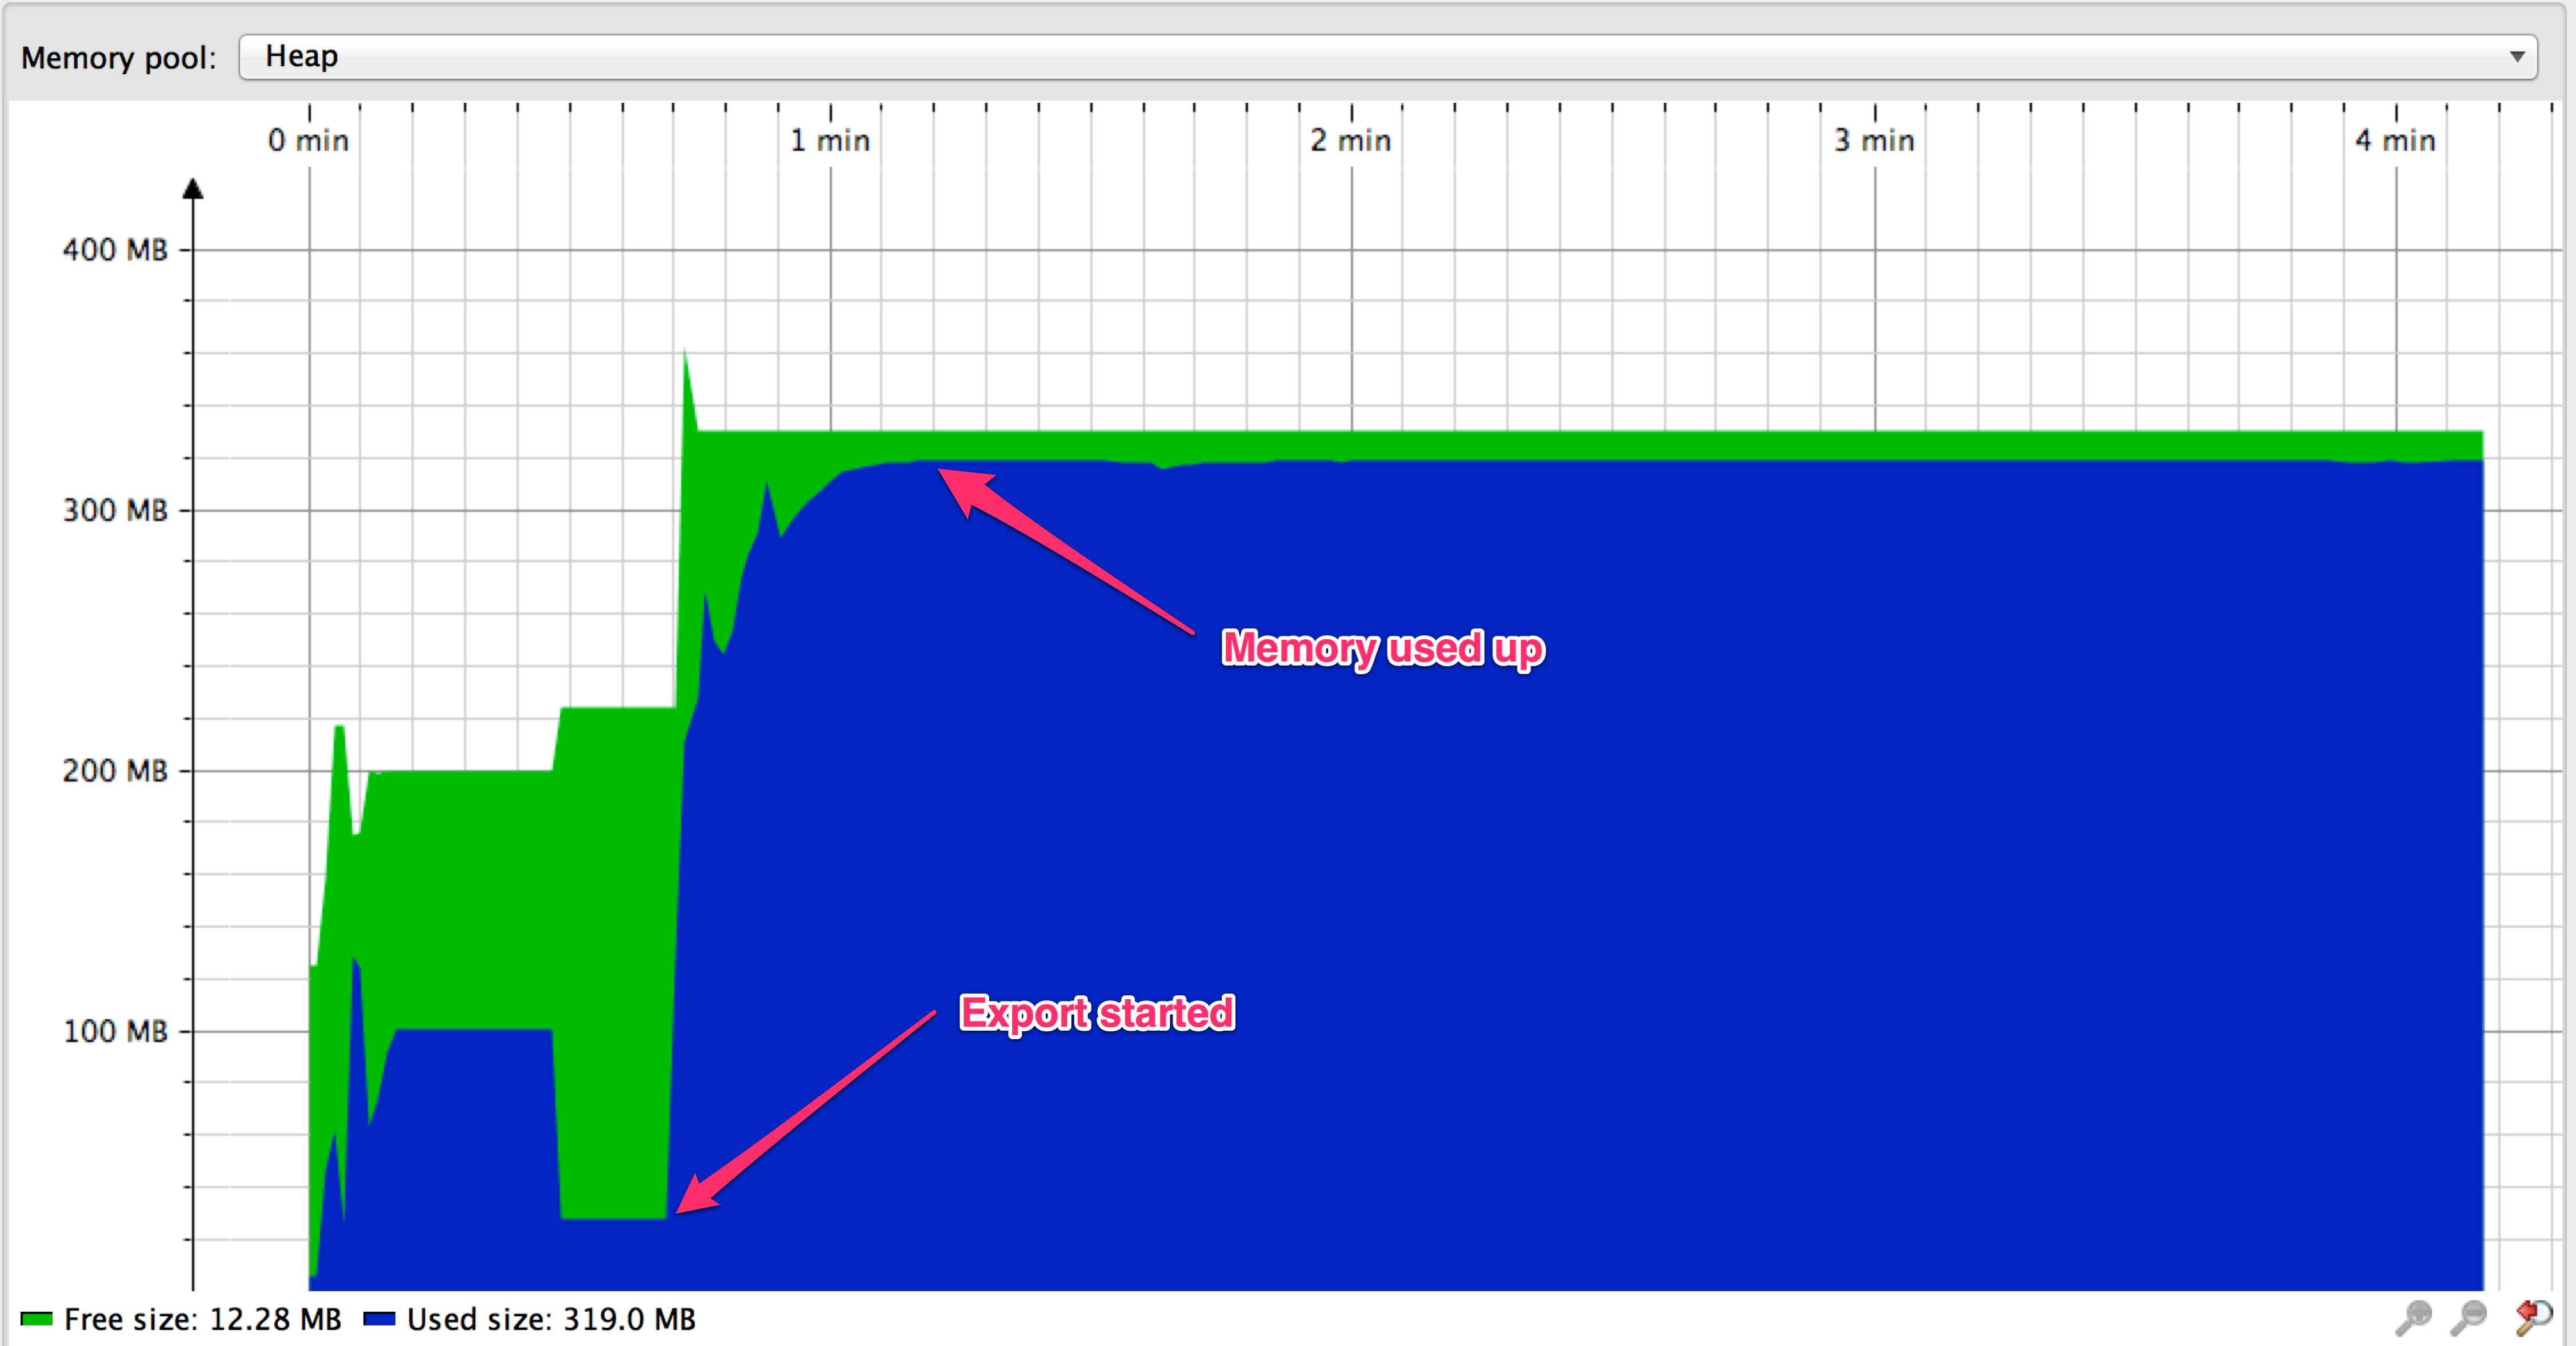 Memory pool: Heap
0 min 1 min 2 min 3 min 4 min
400 MB
300 MB
Memory used up
200 MB
Export started
100 MB
Free size: 12.28 MB Used size: 319.0 MB